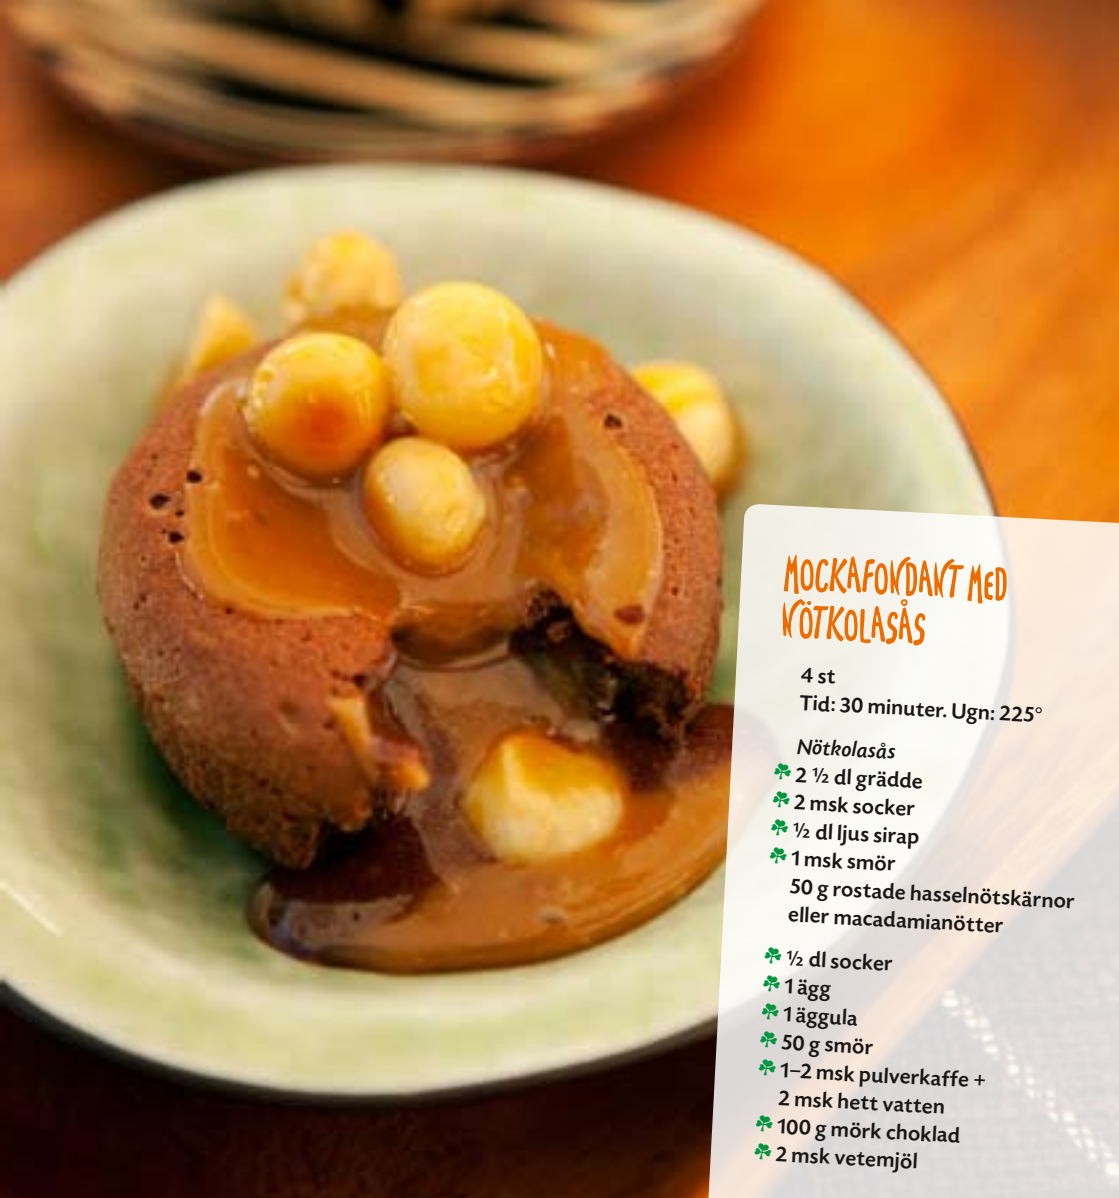 MOCKAFONDANT MED
NÖTKOLASÅS
4 st
Tid: 30 minuter. Ugn: 225°
Nötkolasås
2 ½ dl grädde
2 msk socker
½ dl ljus sirap
1 msk smör
50 g rostade hasselnötskärnor
eller macadamianötter
½ dl socker
1 ägg
1 äggula
50 g smör
1–2 msk pulverkaffe +
2 msk hett vatten
100 g mörk choklad
2 msk vetemjöl